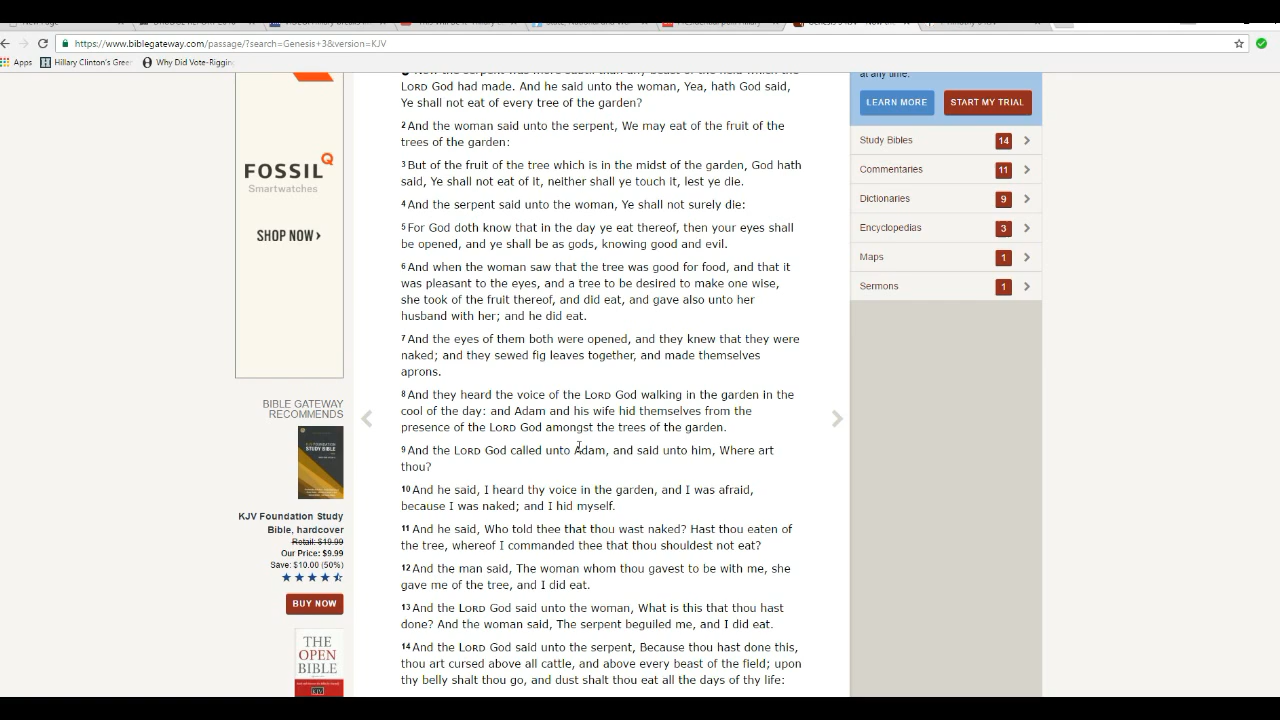 https://www.biblegateway.com/passage/?search=Genesis+3&version=KJV
Apps
Hillary Clinton's Greer
Why Did Vote-Rigging
Now the serpent was more subtil than any beast of the field which the
LORD God had made. And he said unto the woman, Yea, hath God said,
Ye shall not eat of every tree of the garden?
2 And the woman said unto the serpent, We may eat of the fruit of the
trees of the garden:
3 But of the fruit of the tree which is in the midst of the garden, God hath
said, Ye shall not eat of it, neither shall ye touch it, lest ye die.
4 And the serpent said unto the woman, Ye shall not surely die:
5 For God doth know that in the day ye eat thereof, then your eyes shall
be opened, and ye shall be as gods, knowing good and evil.
6 And when the woman saw that the tree was good for food, and that it
was pleasant to the eyes, and a tree to be desired to make one wise,
she took of the fruit thereof, and did eat, and gave also unto her
husband with her; and he did eat.
7 And the eyes of them both were opened, and they knew that they were
naked; and they sewed fig leaves together, and made themselves
aprons.
8 And they heard the voice of the LORD God walking in the garden in the
cool of the day: and Adam and his wife hid themselves from the
presence of the LORD God amongst the trees of the garden.
9 And the LORD God called unto Adam, and said unto him, Where art
thou?
10 And he said, I heard thy voice in the garden, and I was afraid,
because I was naked; and I hid myself.
11 And he said, Who told thee that thou wast naked? Hast thou eaten of
the tree, whereof I commanded thee that thou shouldest not eat?
12 And the man said, The woman whom thou gavest to be with me, she
gave me of the tree, and I did eat.
13 And the LORD God said unto the woman, What is this that thou hast
done? And the woman said, The serpent beguiled me, and I did eat.
14 And the LORD God said unto the serpent, Because thou hast done this,
thou art cursed above all cattle, and above every beast of the field; upon
thy belly shalt thou go, and dust shalt thou eat all the days of thy life:
FOSSIL Q
Smartwatches
SHOP NOW ›
BIBLE GATEWAY
RECOMMENDS
KJV Foundation Study
Bible, hardcover
Retail: $19.99
Our Price: $9.99
Save: $10.00 (50%)
BUY NOW
THE
OPEN
BIBLE
KJV
at any time.
LEARN MORE
START MY TRIAL
Study Bibles 14
Commentaries 11
Dictionaries 9
Encyclopedias 3
Maps 1
Sermons 1